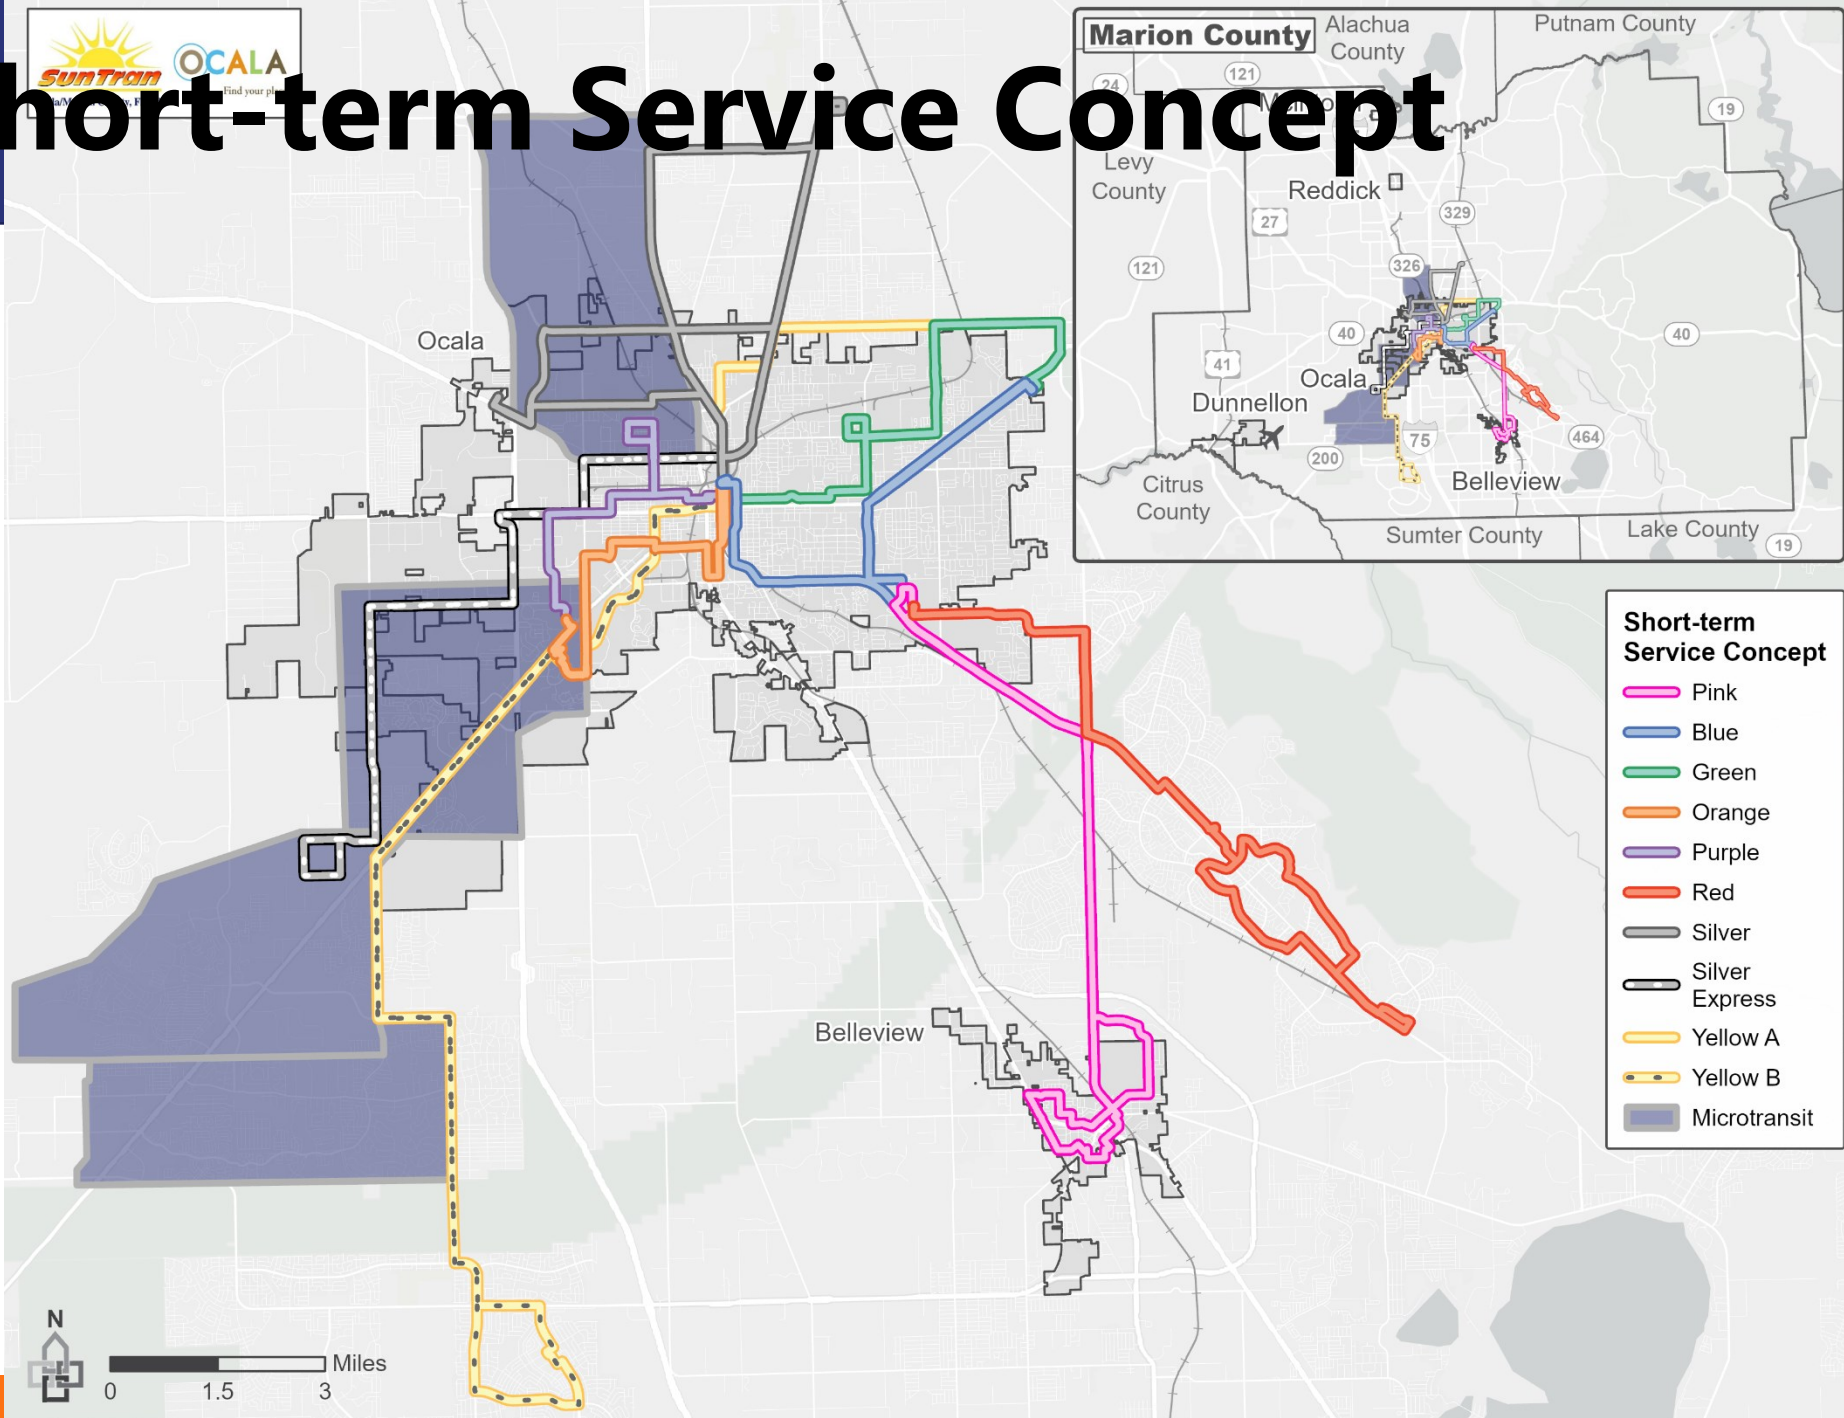 SunTran
OCALA
Find your pl
hort-term Service Concept
Marion County
Alachua
County
Putnam County
24
121
19
Levy
County
Reddick
27
329
121
326
40
40
41
Ocala
Dunnellon
75
464
200
Belleview
Citrus
County
Sumter County
Lake County
19
Ocala
Belleview
Short-term
Service Concept
Pink
Blue
Green
Orange
Purple
Red
Silver
Silver
Express
Yellow A
Yellow B
Microtransit
N
Miles
0 1.5 3